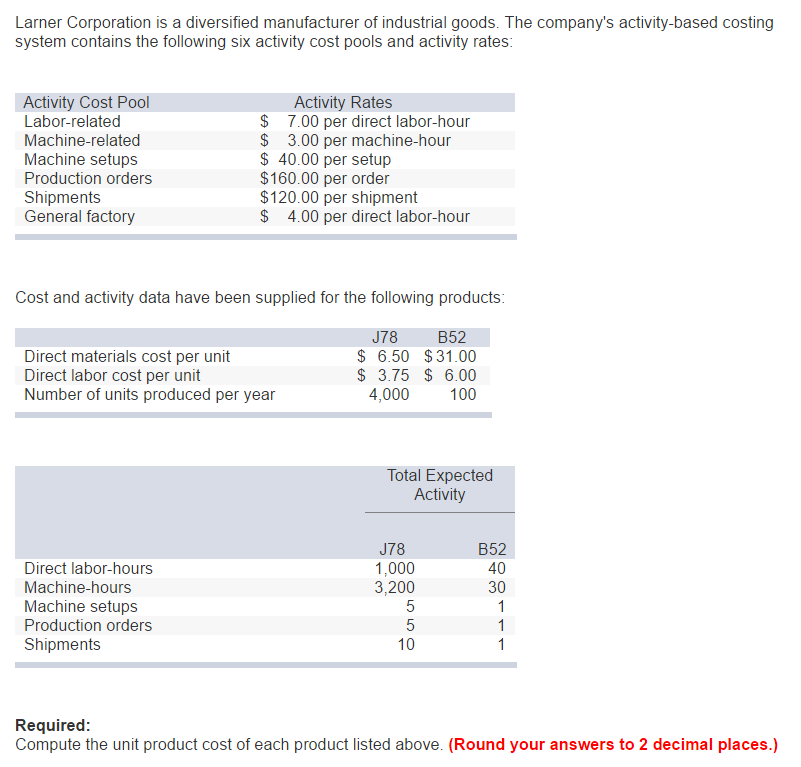 Larner Corporation is a diversified manufacturer of industrial goods. The company's activity-based costing
system contains the following six activity cost pools and activity rates:
Activity Cost Pool Activity Rates
Labor-related $ 7.00 per direct labor-hour
Machine-related $ 3.00 per machine-hour
Machine setups $ 40.00 per setup
Production orders $160.00 per order
Shipments $120.00 per shipment
General factory $ 4.00 per direct labor-hour
Cost and activity data have been supplied for the following products:
J78 B52
Direct materials cost per unit $ 6.50 $31.00
Direct labor cost per unit $ 3.75 $ 6.00
Number of units produced per year 4,000 100
Total Expected
Activity
J78 B52
Direct labor-hours 1,000 40
Machine-hours 3,200 30
Machine setups 5 1
Production orders 5 1
Shipments 10 1
Required:
Compute the unit product cost of each product listed above. (Round your answers to 2 decimal places.)